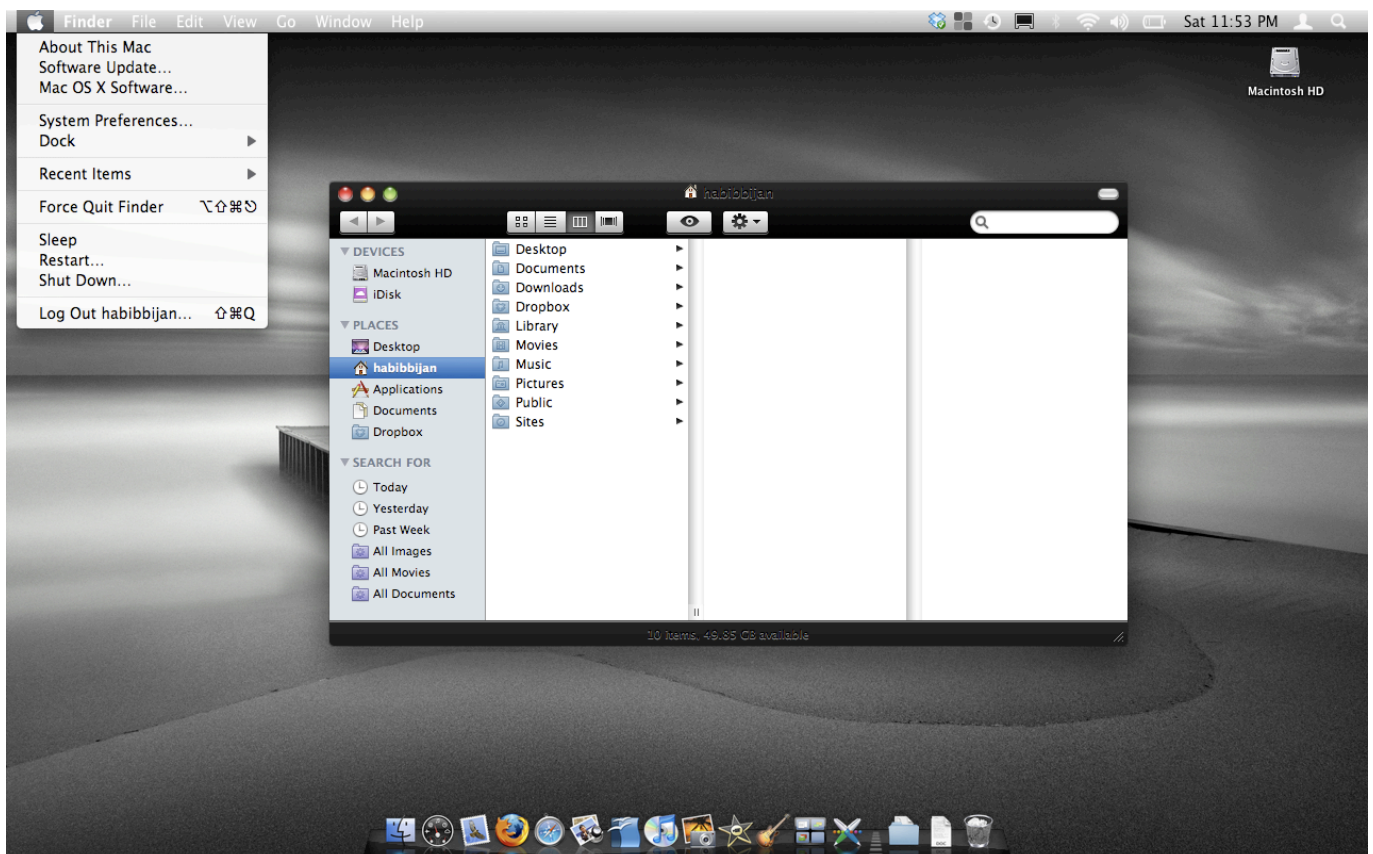 Finder File Edit View Go Window Help Sat 11:53 PM
About This Mac
Software Update...
Mac OS X Software...
System Preferences...
Dock
Recent Items
Force Quit Finder ⌥⇧⌘⎋
Sleep
Restart...
Shut Down...
Log Out habibbijan... ⇧⌘Q
Macintosh HD
habibbijan
DEVICES
Macintosh HD
iDisk
PLACES
Desktop
habibbijan
Applications
Documents
Dropbox
SEARCH FOR
Today
Yesterday
Past Week
All Images
All Movies
All Documents
Desktop
Documents
Downloads
Dropbox
Library
Movies
Music
Pictures
Public
Sites
10 items, 49.85 GB available
DOC